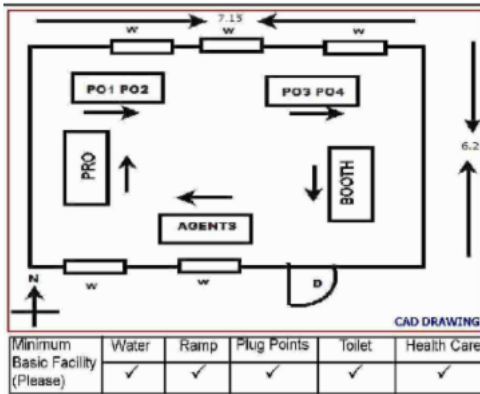 7.15
W W W
PO1 PO2
PO3 PO4
PRO
BOOTH
6.2
AGENTS
W W
D
N
CAD DRAWING
Minimum Basic Facility (Please) Water Ramp Plug Points Toilet Health Care
✓ ✓ ✓ ✓ ✓